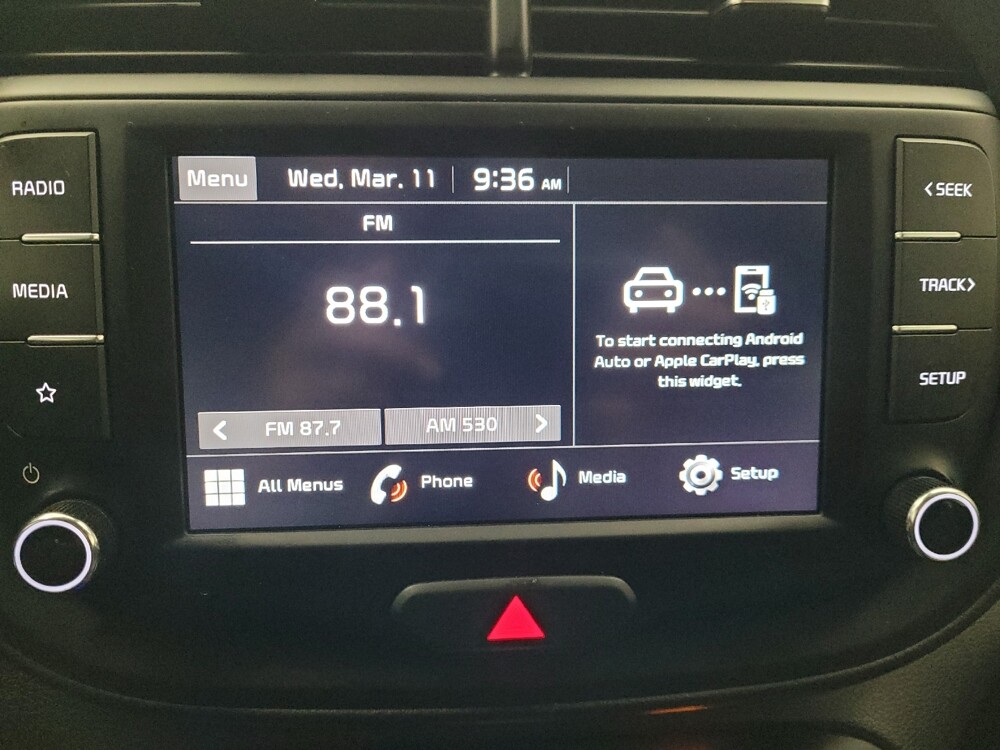 RADIO
MEDIA
Menu
Wed, Mar. 11
9:36 AM
FM
88.1
< FM 87.7
AM 530 >
To start connecting Android
Auto or Apple CarPlay, press
this widget.
All Menus
Phone
Media
Setup
<SEEK
TRACK>
SETUP